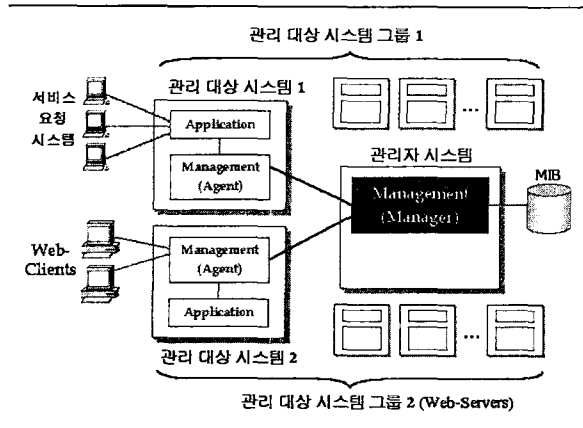 관리 대상 시스템 그룹 1
관리 대상 시스템 1
서비스
요청
시스템
Application
Management
(Agent)
관리자 시스템
Management
(Manager)
MIB
...
Web-
Clients
Management
(Agent)
Application
관리 대상 시스템 2
...
관리 대상 시스템 그룹 2 (Web-Servers)